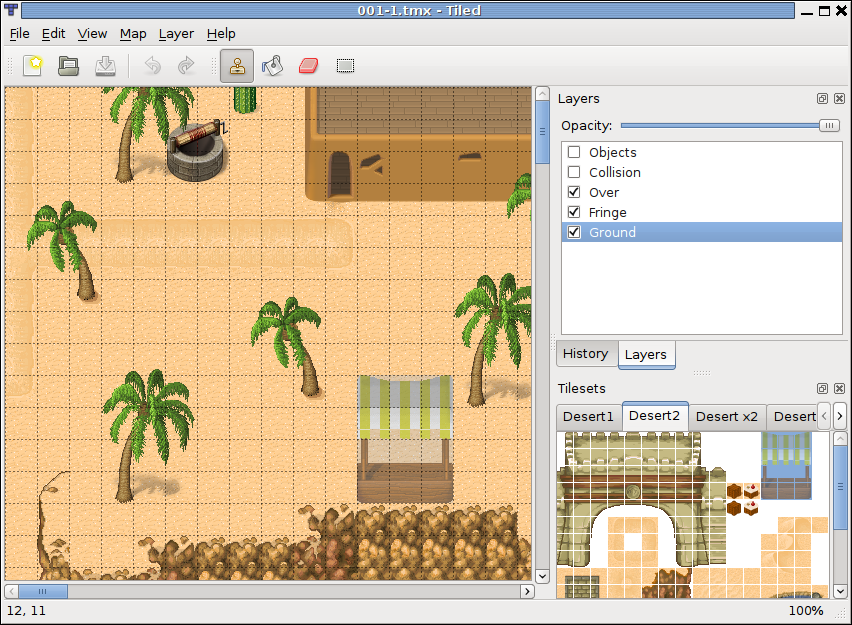 001-1.tmx - Tiled
File Edit View Map Layer Help
Layers
Opacity:
Objects
Collision
Over
Fringe
Ground
History Layers
Tilesets
Desert1 Desert2 Desert x2 Desert
12, 11 100%